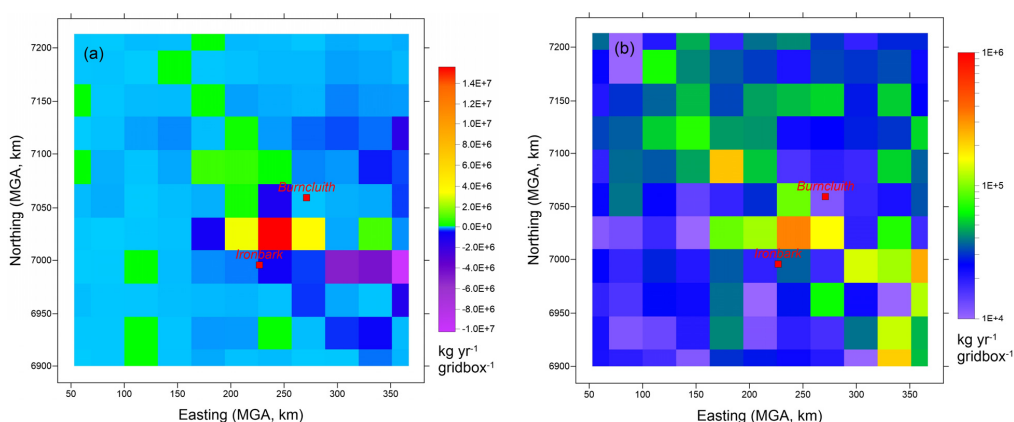 (a)
7200
7150
7100
7050
7000
6950
6900
Northing (MGA, km)
50
100
150
200
250
300
350
Easting (MGA, km)
Burncluith
Ironbark
1.4E+7
1.2E+7
1.0E+7
8.0E+6
6.0E+6
4.0E+6
2.0E+6
0.0E+0
-2.0E+6
-4.0E+6
-6.0E+6
-8.0E+6
-1.0E+7
kg yr⁻¹
gridbox⁻¹
(b)
7200
7150
7100
7050
7000
6950
6900
Northing (MGA, km)
50
100
150
200
250
300
350
Easting (MGA, km)
Burncluith
Ironbark
1E+6
1E+5
1E+4
kg yr⁻¹
gridbox⁻¹